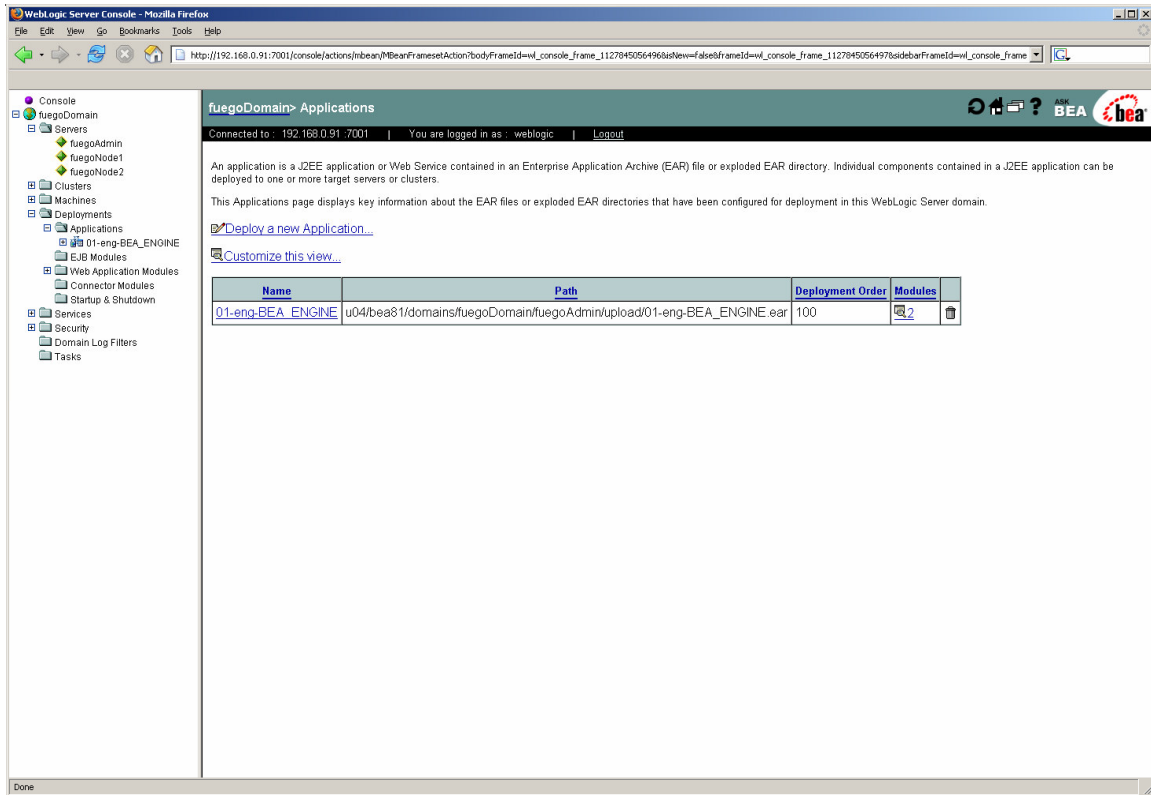 WebLogic Server Console - Mozilla Firefox
File Edit View Go Bookmarks Tools Help
http://192.168.0.91:7001/console/actions/mbean/MBeanFramesetAction?bodyFrameId=wl_console_frame_1127845056496&isNew=false&frameId=wl_console_frame_1127845056497&sidebarFrameId=wl_console_frame
G
Console
fuegoDomain
Servers
fuegoAdmin
fuegoNode1
fuegoNode2
Clusters
Machines
Deployments
Applications
01-eng-BEA_ENGINE
EJB Modules
Web Application Modules
Connector Modules
Startup & Shutdown
Services
Security
Domain Log Filters
Tasks
fuegoDomain> Applications
? ASK BEA bea
Connected to : 192.168.0.91 :7001 | You are logged in as : weblogic | Logout
An application is a J2EE application or Web Service contained in an Enterprise Application Archive (EAR) file or exploded EAR directory. Individual components contained in a J2EE application can be
deployed to one or more target servers or clusters.
This Applications page displays key information about the EAR files or exploded EAR directories that have been configured for deployment in this WebLogic Server domain.
Deploy a new Application...
Customize this view...
Name Path Deployment Order Modules
01-eng-BEA_ENGINE u04/bea81/domains/fuegoDomain/fuegoAdmin/upload/01-eng-BEA_ENGINE.ear 100 2
Done